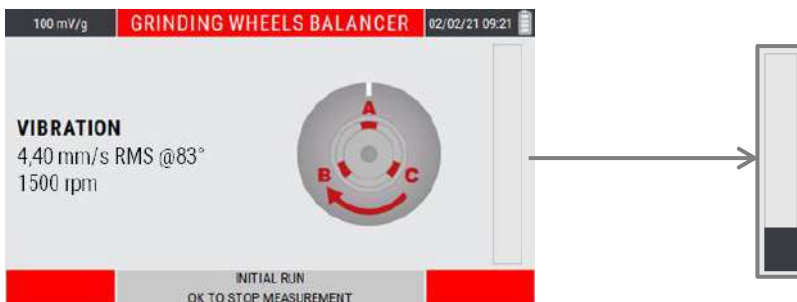 100 mV/g
GRINDING WHEELS BALANCER
02/02/21 09:21
VIBRATION
4,40 mm/s RMS @83°
1500 rpm
A
B
C
INITIAL RUN
OK TO STOP MEASUREMENT